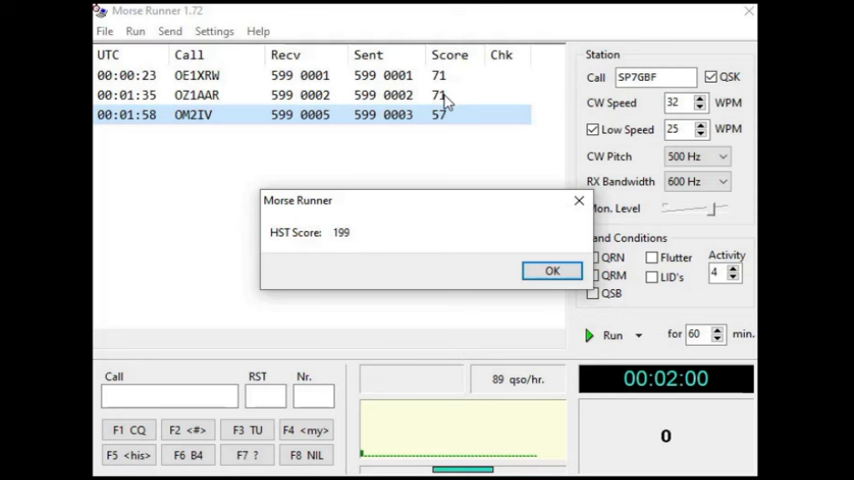 Morse Runner 1.72
File Run Send Settings Help
UTC Call Recv Sent Score Chk
00:00:23 OE1XRW 599 0001 599 0001 71
00:01:35 OZ1AAR 599 0002 599 0002 71
00:01:58 OM2IV 599 0005 599 0003 57
Station
Call SP7GBF QSK
CW Speed 32 WPM
Low Speed 25 WPM
CW Pitch 500 Hz
RX Bandwidth 600 Hz
Mon. Level
Morse Runner
HST Score: 199
OK
and Conditions
QRN Flutter Activity
QRM LID's 4
QSB
Run for 60 min.
Call RST Nr.
F1 CQ F2 <#> F3 TU F4 <my>
F5 <his> F6 B4 F7 ? F8 NIL
89 qso/hr.
00:02:00
0